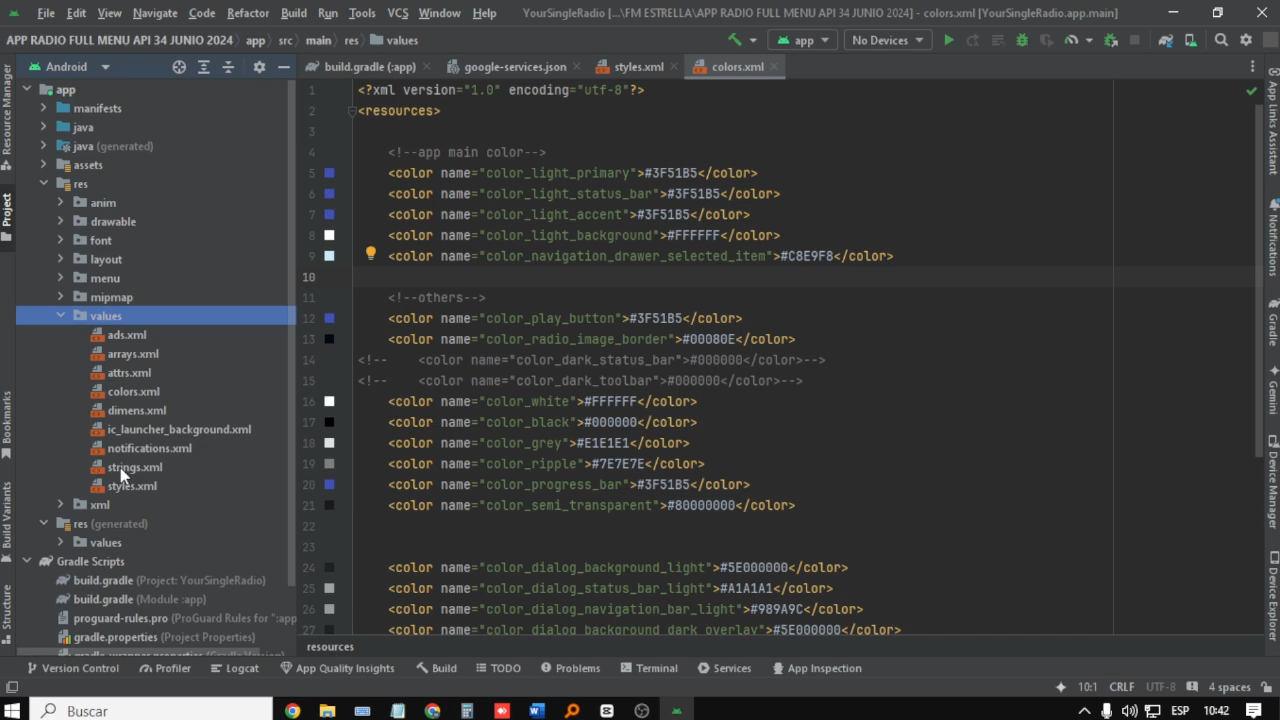 File Edit View Navigate Code Refactor Build Run Tools VCS Window Help YourSingleRadio [...\FM ESTRELLA\APP RADIO FULL MENU API 34 JUNIO 2024] - colors.xml [YourSingleRadio.app.main]
APP RADIO FULL MENU API 34 JUNIO 2024 app src main res values app No Devices
Android build.gradle (:app) google-services.json styles.xml colors.xml
Resource Manager
Project
Bookmarks
Build Variants
Structure
app
manifests
java
java (generated)
assets
res
anim
drawable
font
layout
menu
mipmap
values
ads.xml
arrays.xml
attrs.xml
colors.xml
dimens.xml
ic_launcher_background.xml
notifications.xml
strings.xml
styles.xml
xml
res (generated)
values
Gradle Scripts
build.gradle (Project: YourSingleRadio)
build.gradle (Module :app)
proguard-rules.pro (ProGuard Rules for ":app
gradle.properties (Project Properties)
1 <?xml version="1.0" encoding="utf-8"?>
2 <resources>
3
4 <!--app main color-->
5 <color name="color_light_primary">#3F51B5</color>
6 <color name="color_light_status_bar">#3F51B5</color>
7 <color name="color_light_accent">#3F51B5</color>
8 <color name="color_light_background">#FFFFFF</color>
9 <color name="color_navigation_drawer_selected_item">#C8E9F8</color>
10
11 <!--others-->
12 <color name="color_play_button">#3F51B5</color>
13 <color name="color_radio_image_border">#00080E</color>
14 <!-- <color name="color_dark_status_bar">#000000</color>-->
15 <!-- <color name="color_dark_toolbar">#000000</color>-->
16 <color name="color_white">#FFFFFF</color>
17 <color name="color_black">#000000</color>
18 <color name="color_grey">#E1E1E1</color>
19 <color name="color_ripple">#7E7E7E</color>
20 <color name="color_progress_bar">#3F51B5</color>
21 <color name="color_semi_transparent">#80000000</color>
22
23
24 <color name="color_dialog_background_light">#5E000000</color>
25 <color name="color_dialog_status_bar_light">#A1A1A1</color>
26 <color name="color_dialog_navigation_bar_light">#989A9C</color>
27 <color name="color_dialog_background_dark_overlay">#5E000000</color>
resources
App Links Assistant
Notifications
Gradle
Gemini
Device Manager
Device Explorer
Version Control Profiler Logcat App Quality Insights Build TODO Problems Terminal Services App Inspection
10:1 CRLF UTF-8 4 spaces
Buscar ESP 10:42